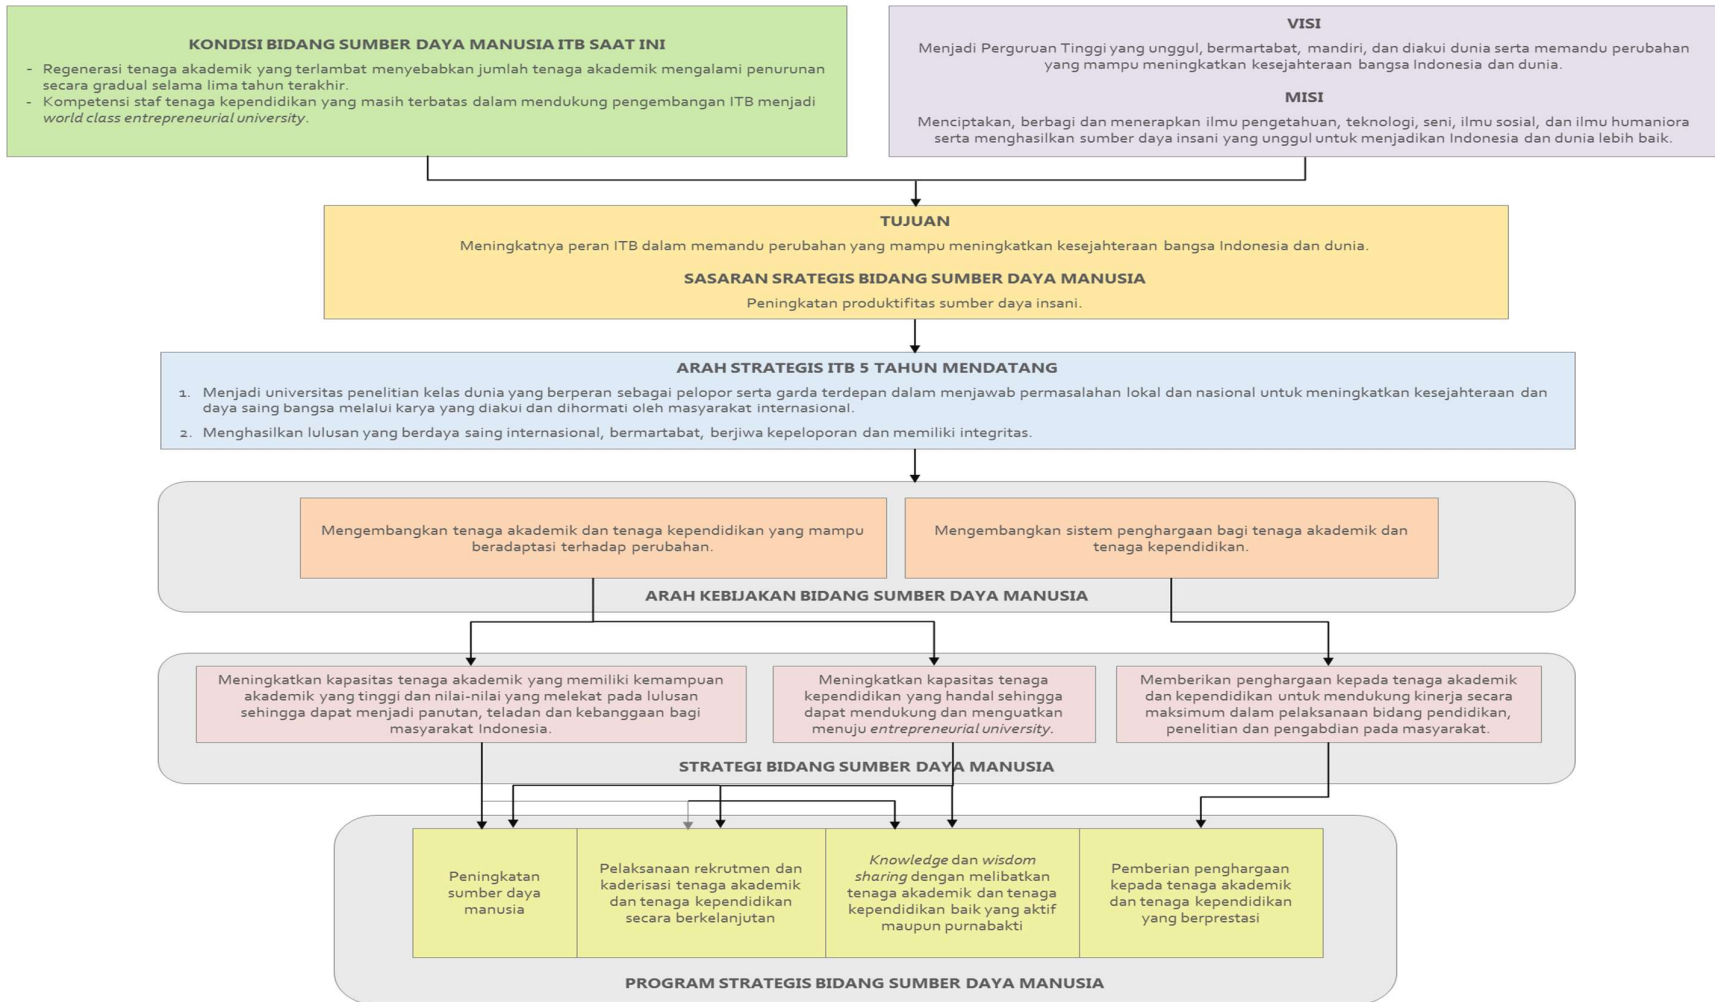 KONDISI BIDANG SUMBER DAYA MANUSIA ITB SAAT INI
- Regenerasi tenaga akademik yang terlambat menyebabkan jumlah tenaga akademik mengalami penurunan
secara gradual selama lima tahun terakhir.
- Kompetensi staf tenaga kependidikan yang masih terbatas dalam mendukung pengembangan ITB menjadi
world class entrepreneurial university.
VISI
Menjadi Perguruan Tinggi yang unggul, bermartabat, mandiri, dan diakui dunia serta memandu perubahan
yang mampu meningkatkan kesejahteraan bangsa Indonesia dan dunia.
MISI
Menciptakan, berbagi dan menerapkan ilmu pengetahuan, teknologi, seni, ilmu sosial, dan ilmu humaniora
serta menghasilkan sumber daya insani yang unggul untuk menjadikan Indonesia dan dunia lebih baik.
TUJUAN
Meningkatnya peran ITB dalam memandu perubahan yang mampu meningkatkan kesejahteraan bangsa Indonesia dan dunia.
SASARAN SRATEGIS BIDANG SUMBER DAYA MANUSIA
Peningkatan produktifitas sumber daya insani.
ARAH STRATEGIS ITB 5 TAHUN MENDATANG
1. Menjadi universitas penelitian kelas dunia yang berperan sebagai pelopor serta garda terdepan dalam menjawab permasalahan lokal dan nasional untuk meningkatkan kesejahteraan dan
daya saing bangsa melalui karya yang diakui dan dihormati oleh masyarakat internasional.
2. Menghasilkan lulusan yang berdaya saing internasional, bermartabat, berjiwa kepeloporan dan memiliki integritas.
Mengembangkan tenaga akademik dan tenaga kependidikan yang mampu
beradaptasi terhadap perubahan.
Mengembangkan sistem penghargaan bagi tenaga akademik dan
tenaga kependidikan.
ARAH KEBIJAKAN BIDANG SUMBER DAYA MANUSIA
Meningkatkan kapasitas tenaga akademik yang memiliki kemampuan
akademik yang tinggi dan nilai-nilai yang melekat pada lulusan
sehingga dapat menjadi panutan, teladan dan kebanggaan bagi
masyarakat Indonesia.
Meningkatkan kapasitas tenaga
kependidikan yang handal sehingga
dapat mendukung dan menguatkan
menuju entrepreneurial university.
Memberikan penghargaan kepada tenaga akademik
dan kependidikan untuk mendukung kinerja secara
maksimum dalam pelaksanaan bidang pendidikan,
penelitian dan pengabdian pada masyarakat.
STRATEGI BIDANG SUMBER DAYA MANUSIA
Peningkatan
sumber daya
manusia
Pelaksanaan rekrutmen dan
kaderisasi tenaga akademik
dan tenaga kependidikan
secara berkelanjutan
Knowledge dan wisdom
sharing dengan melibatkan
tenaga akademik dan tenaga
kependidikan baik yang aktif
maupun purnabakti
Pemberian penghargaan
kepada tenaga akademik
dan tenaga kependidikan
yang berprestasi
PROGRAM STRATEGIS BIDANG SUMBER DAYA MANUSIA